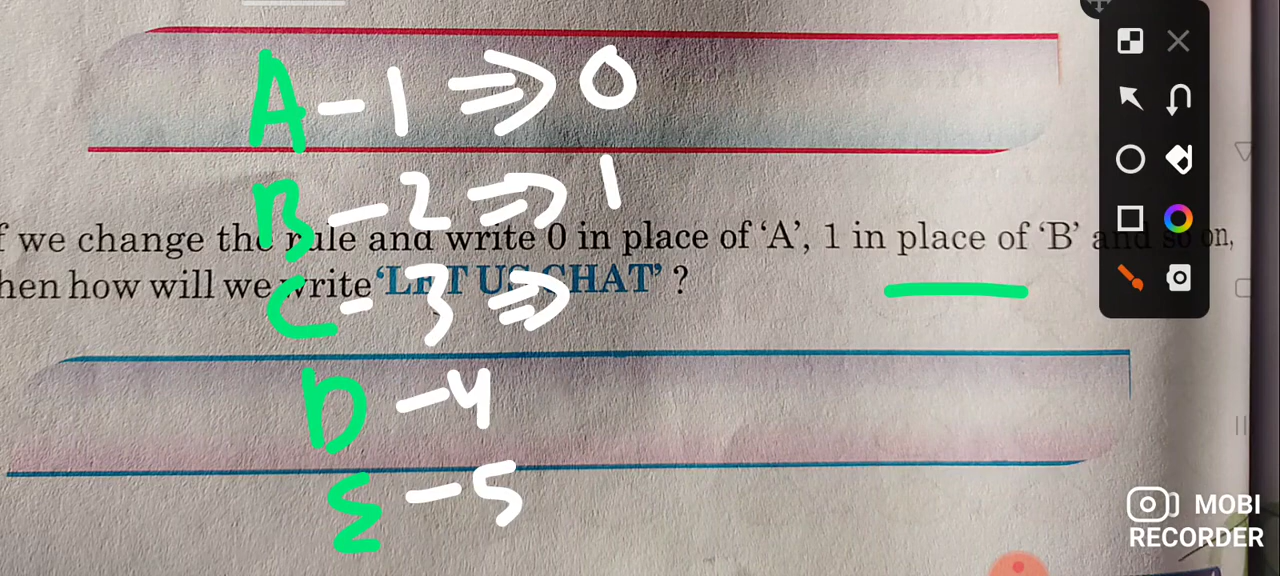 A - 1 ⇒ 0
B - 2 ⇒ 1
f we change the rule and write 0 in place of ‘A’, 1 in place of ‘B’ and so on,
hen how will we write ‘LET US CHAT’ ?
C - 3 ⇒
D - 4
E - 5
MOBI
RECORDER